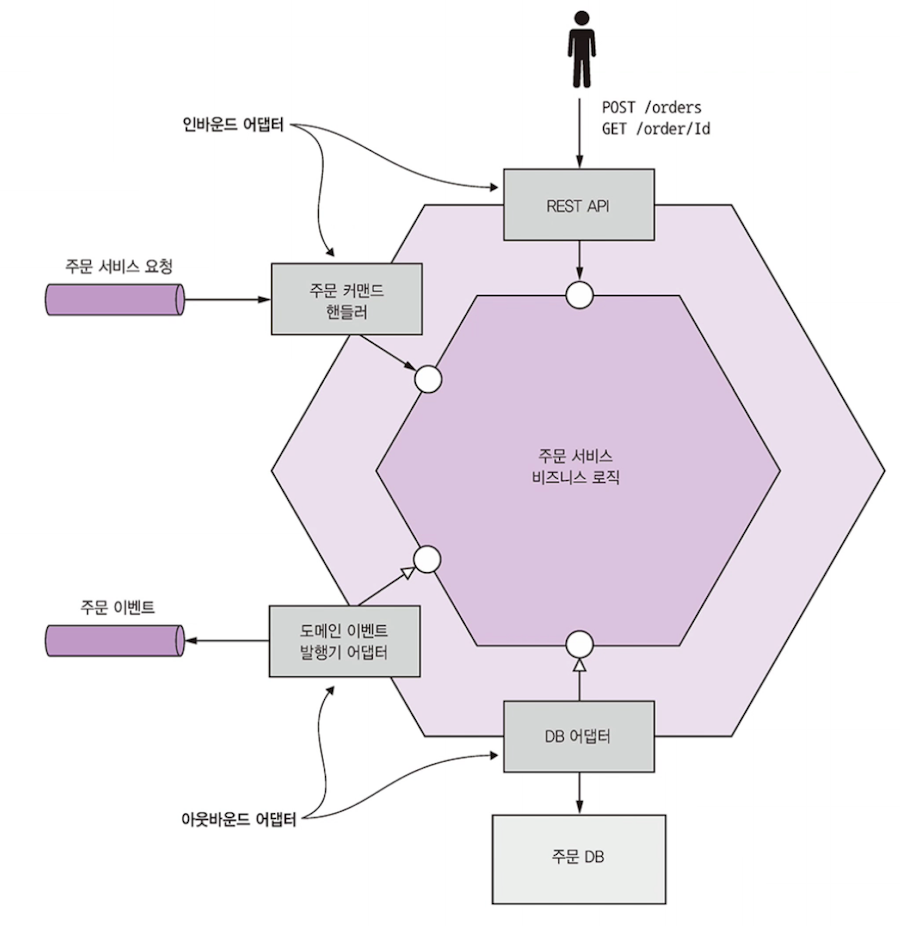 POST /orders
GET /order/Id
인바운드 어댑터
REST API
주문 서비스 요청
주문 커맨드
핸들러
주문 서비스
비즈니스 로직
주문 이벤트
도메인 이벤트
발행기 어댑터
DB 어댑터
아웃바운드 어댑터
주문 DB